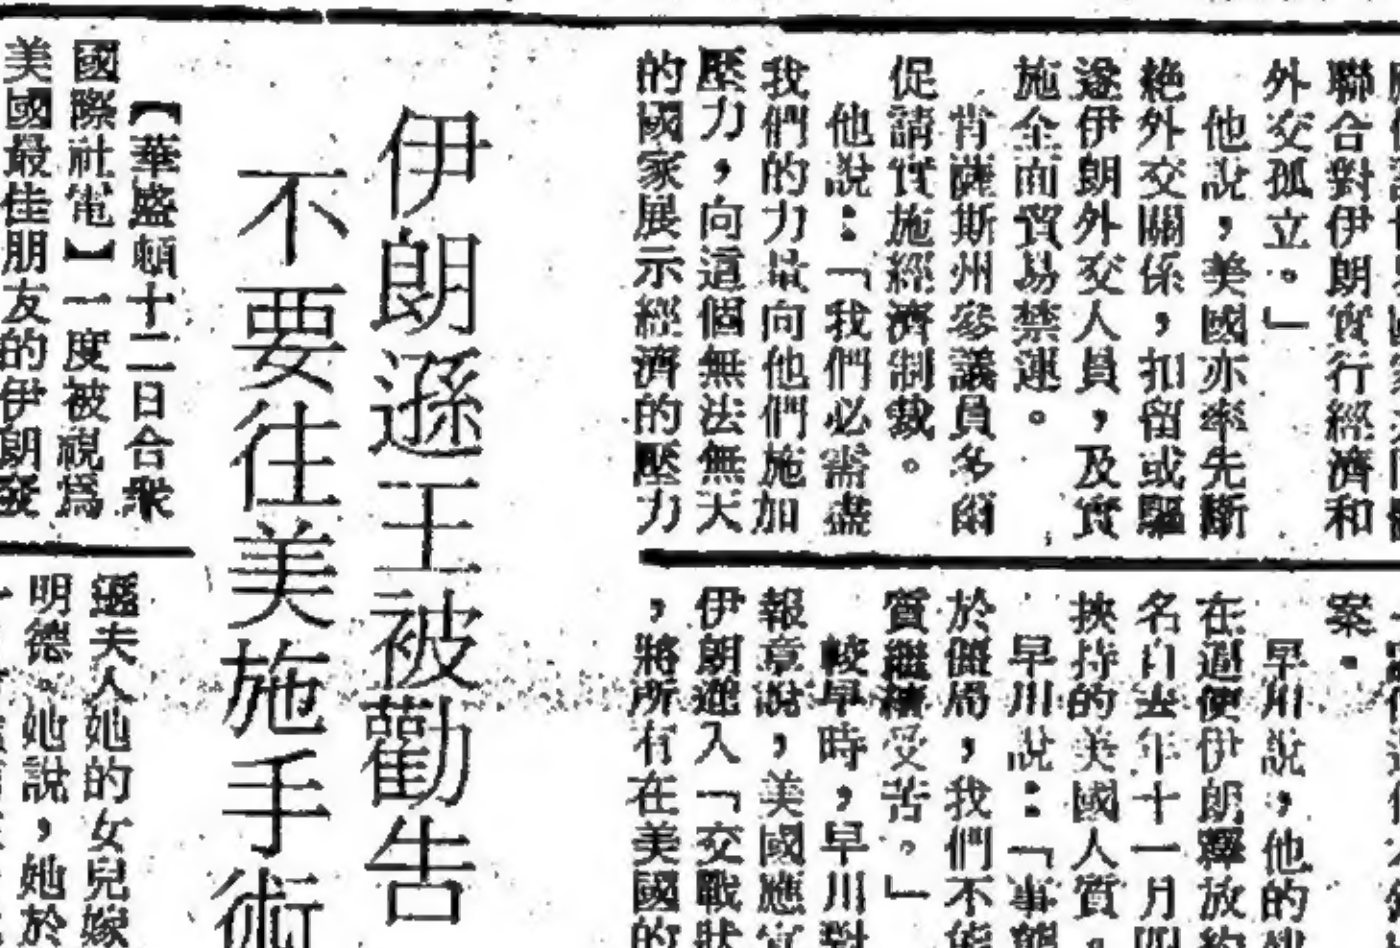 聯合對伊朗實行經濟和
外交孤立。」
他說，美國亦率先斷
絶外交關係，扣留或驅
逐伊朗外交人員，及實
施全面貿易禁運。
肯薩斯州參議員多爾
促請實施經濟制裁。
他說：「我們必需盡
我們的力量向他們施加
壓力，向這個無法無天
的國家展示經濟的壓力
案。
早川說，他的
在迫使伊朗釋放約
名自去年十一月四
挾持的美國人質。
早川說：「事態
於僵局，我們不能
質繼續受苦。」
較早時，早川對
報章說，美國應宣
伊朗進入「交戰狀
，將所有在美國的
伊朗遜王被勸告
不要往美施手術
【華盛頓十二日合衆
國際社電】一度被視爲
美國最佳朋友的伊朗廢
遜夫人她的女兒嫁
明德。她說，她於